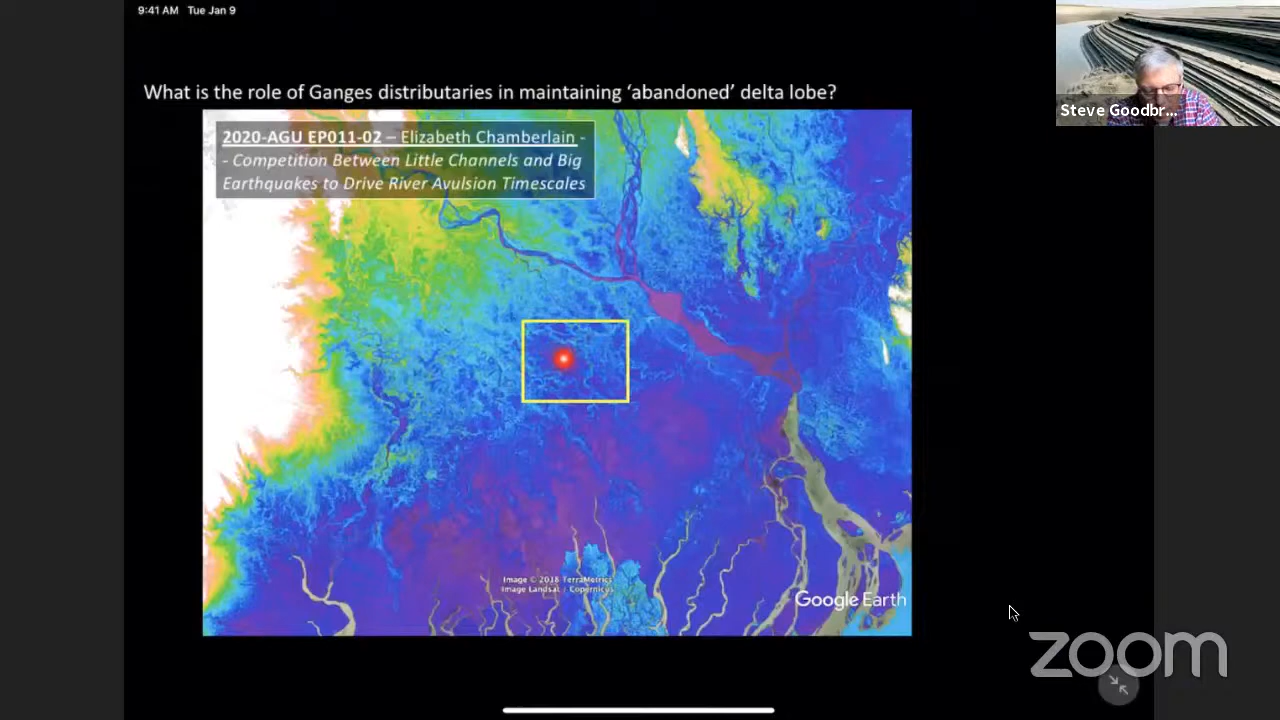 9:41 AM Tue Jan 9
Steve Goodbr...
What is the role of Ganges distributaries in maintaining ‘abandoned’ delta lobe?
2020-AGU EP011-02 – Elizabeth Chamberlain -
- Competition Between Little Channels and Big
Earthquakes to Drive River Avulsion Timescales
Image © 2018 TerraMetrics
Image Landsat / Copernicus
Google Earth
zoom